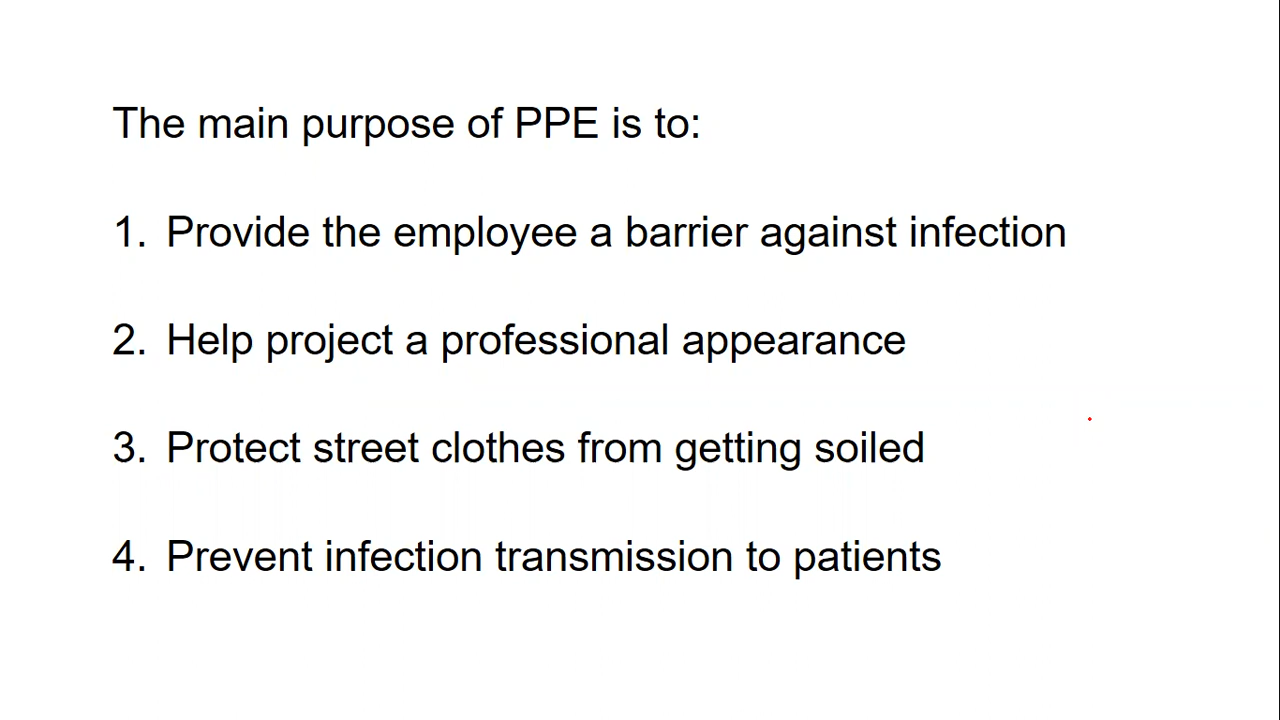 The main purpose of PPE is to:
1. Provide the employee a barrier against infection
2. Help project a professional appearance
3. Protect street clothes from getting soiled
4. Prevent infection transmission to patients